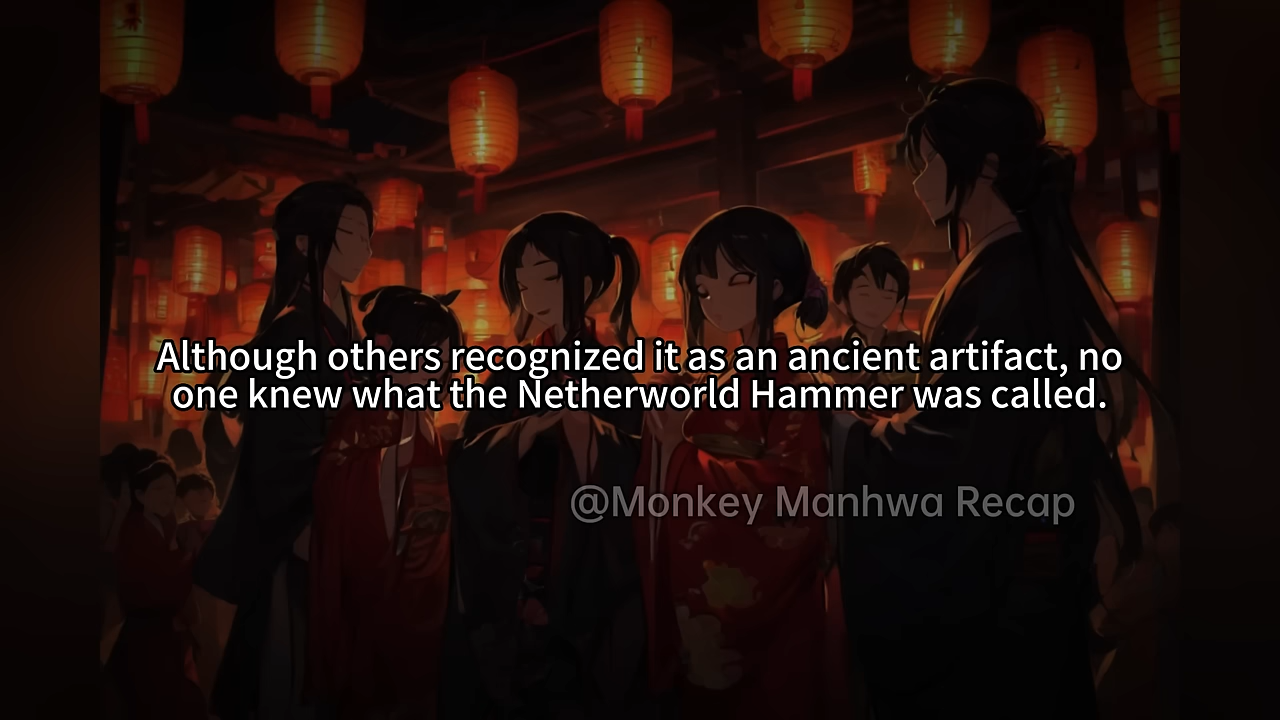 Although others recognized it as an ancient artifact, no
one knew what the Netherworld Hammer was called.
@Monkey Manhwa Recap